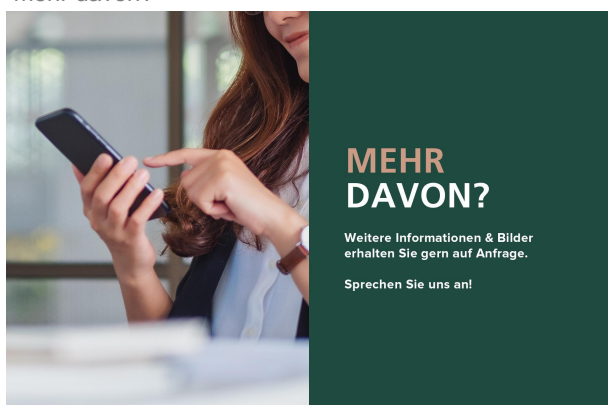 MEHR
DAVON?
Weitere Informationen & Bilder
erhalten Sie gern auf Anfrage.
Sprechen Sie uns an!